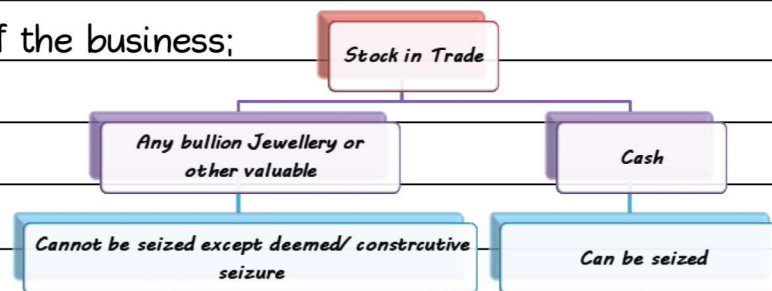 f the business;
Stock in Trade
Any bullion Jewellery or
other valuable
Cash
Cannot be seized except deemed/ constrcutive
seizure
Can be seized